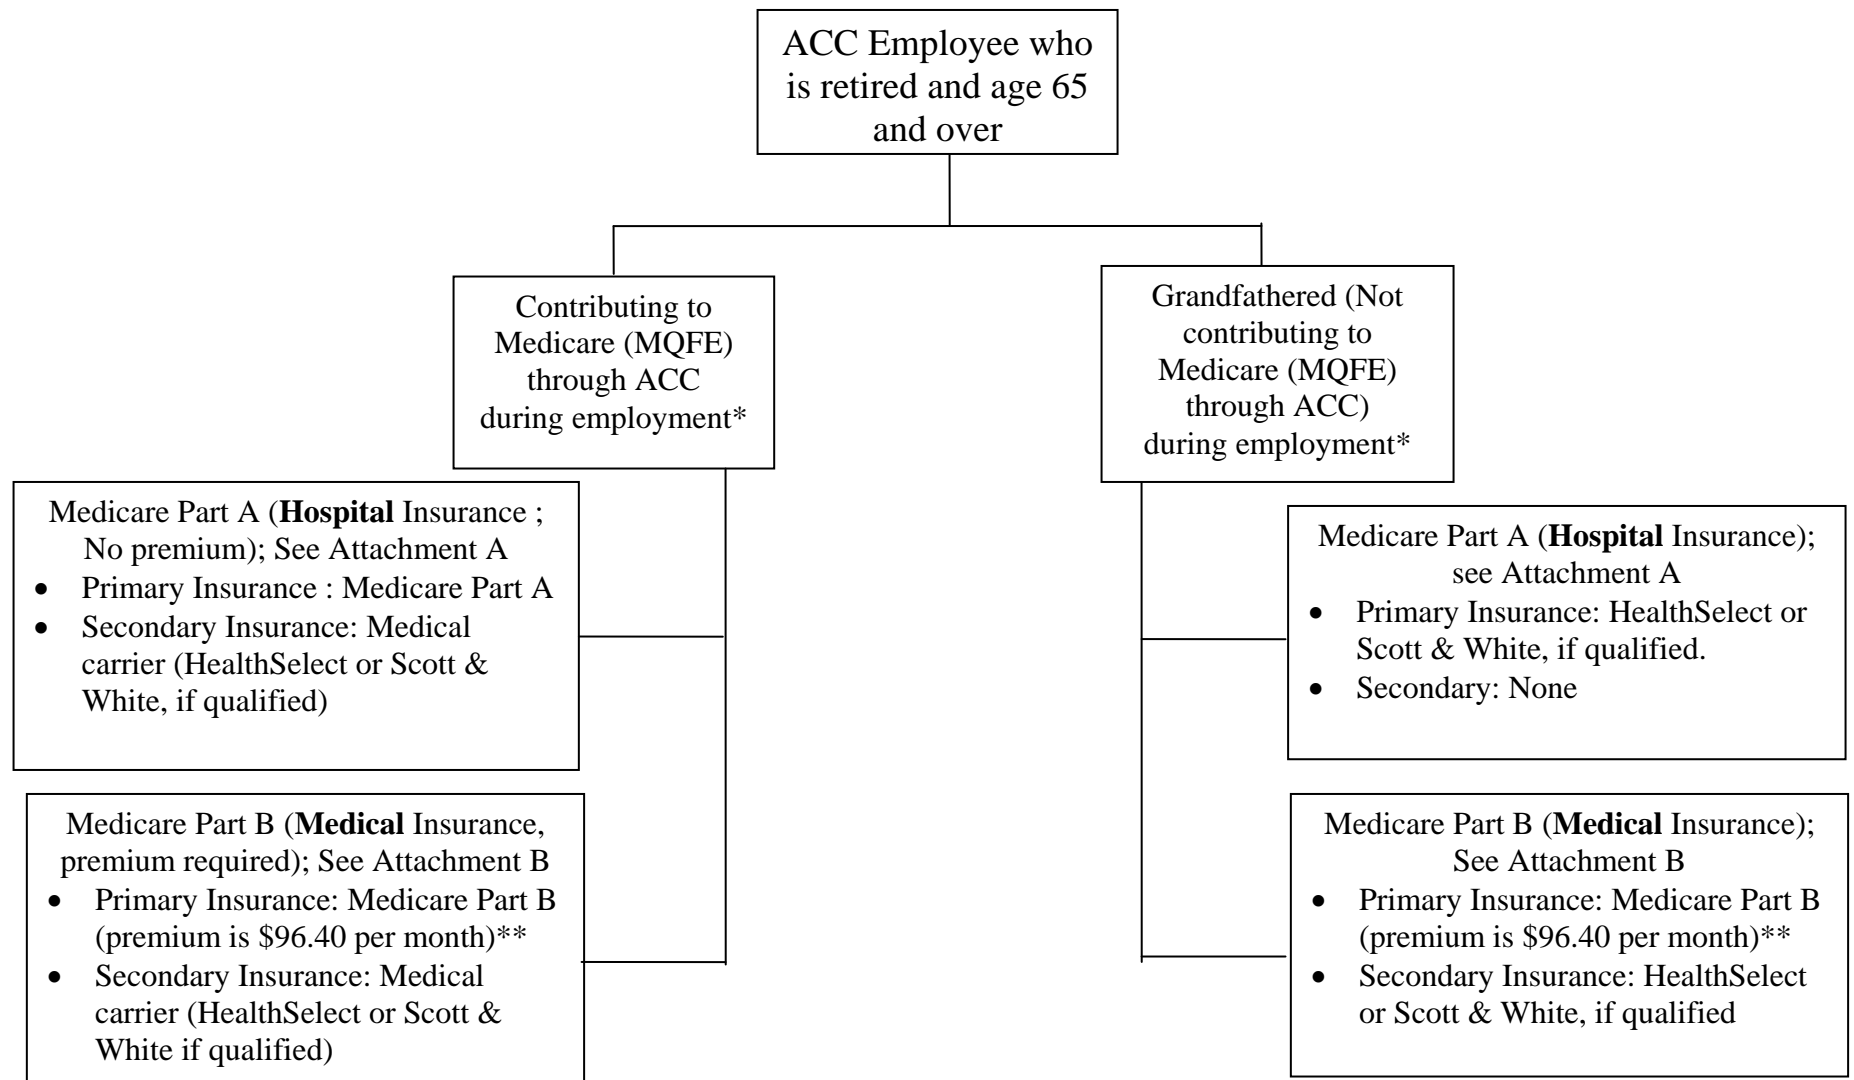 ACC Employee who
is retired and age 65
and over
Contributing to
Medicare (MQFE)
through ACC
during employment*
Grandfathered (Not
contributing to
Medicare (MQFE)
through ACC)
during employment*
Medicare Part A (Hospital Insurance ;
No premium); See Attachment A
• Primary Insurance : Medicare Part A
• Secondary Insurance: Medical
carrier (HealthSelect or Scott &
White, if qualified)
Medicare Part A (Hospital Insurance);
see Attachment A
• Primary Insurance: HealthSelect or
Scott & White, if qualified.
• Secondary: None
Medicare Part B (Medical Insurance,
premium required); See Attachment B
• Primary Insurance: Medicare Part B
(premium is $96.40 per month)**
• Secondary Insurance: Medical
carrier (HealthSelect or Scott &
White if qualified)
Medicare Part B (Medical Insurance);
See Attachment B
• Primary Insurance: Medicare Part B
(premium is $96.40 per month)**
• Secondary Insurance: HealthSelect
or Scott & White, if qualified